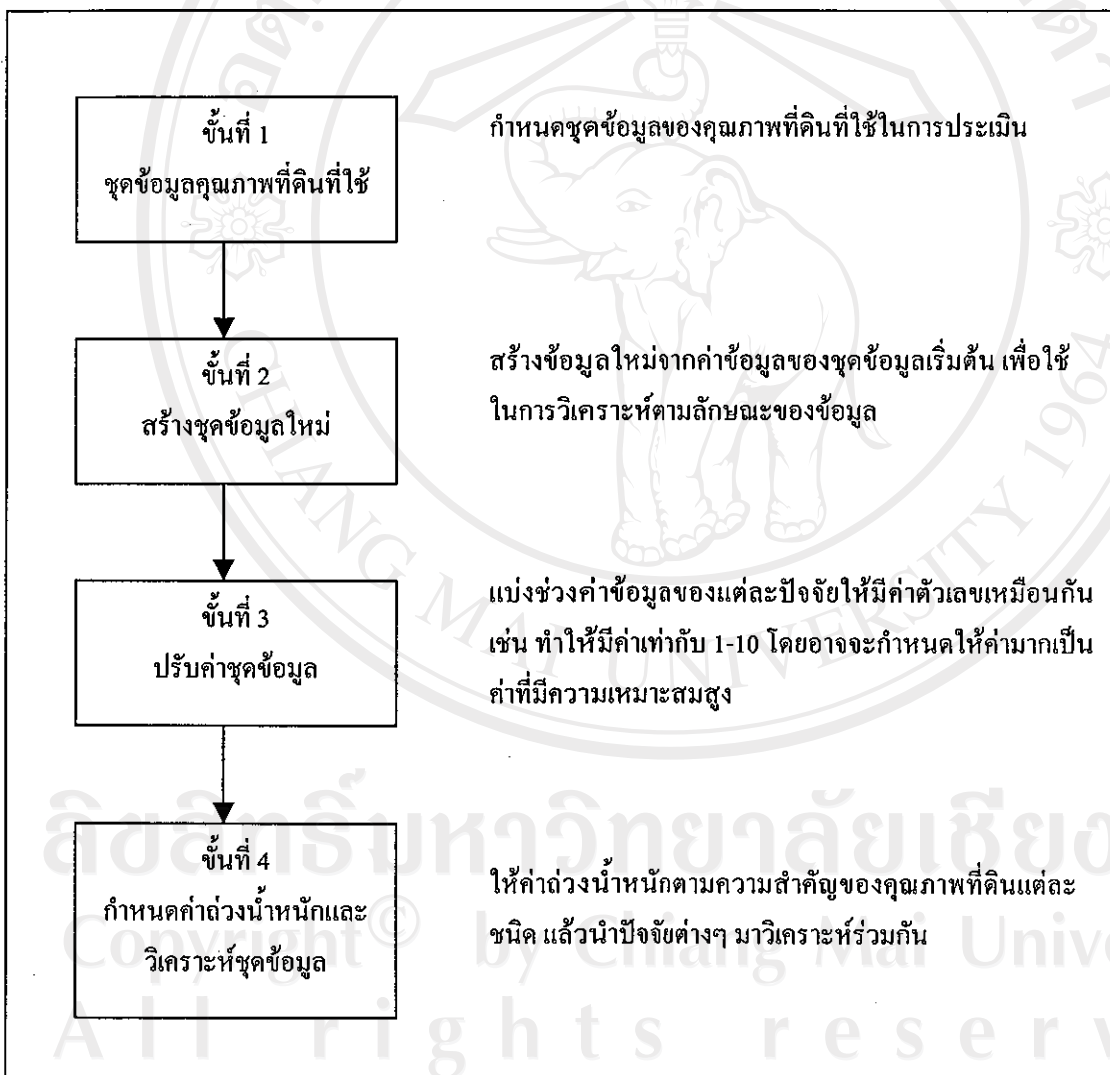 ขั้นที่ 1
ชุดข้อมูลคุณภาพที่ดินที่ใช้
กำหนดชุดข้อมูลของคุณภาพที่ดินที่ใช้ในการประเมิน
ขั้นที่ 2
สร้างชุดข้อมูลใหม่
สร้างข้อมูลใหม่จากค่าข้อมูลของชุดข้อมูลเริ่มต้น เพื่อใช้
ในการวิเคราะห์ตามลักษณะของข้อมูล
ขั้นที่ 3
ปรับค่าชุดข้อมูล
แบ่งช่วงค่าข้อมูลของแต่ละปัจจัยให้มีค่าตัวเลขเหมือนกัน
เช่น ทำให้มีค่าเท่ากับ 1-10 โดยอาจจะกำหนดให้ค่ามากเป็น
ค่าที่มีความเหมาะสมสูง
ขั้นที่ 4
กำหนดค่าถ่วงน้ำหนักและ
วิเคราะห์ชุดข้อมูล
ให้ค่าถ่วงน้ำหนักตามความสำคัญของคุณภาพที่ดินแต่ละ
ชนิด แล้วนำปัจจัยต่างๆ มาวิเคราะห์ร่วมกัน
CHIANG MAI UNIVERSITY 1964
ลิขสิทธิ์มหาวิทยาลัยเชียง
Copyright© by Chiang Mai Unive
All rights reserv